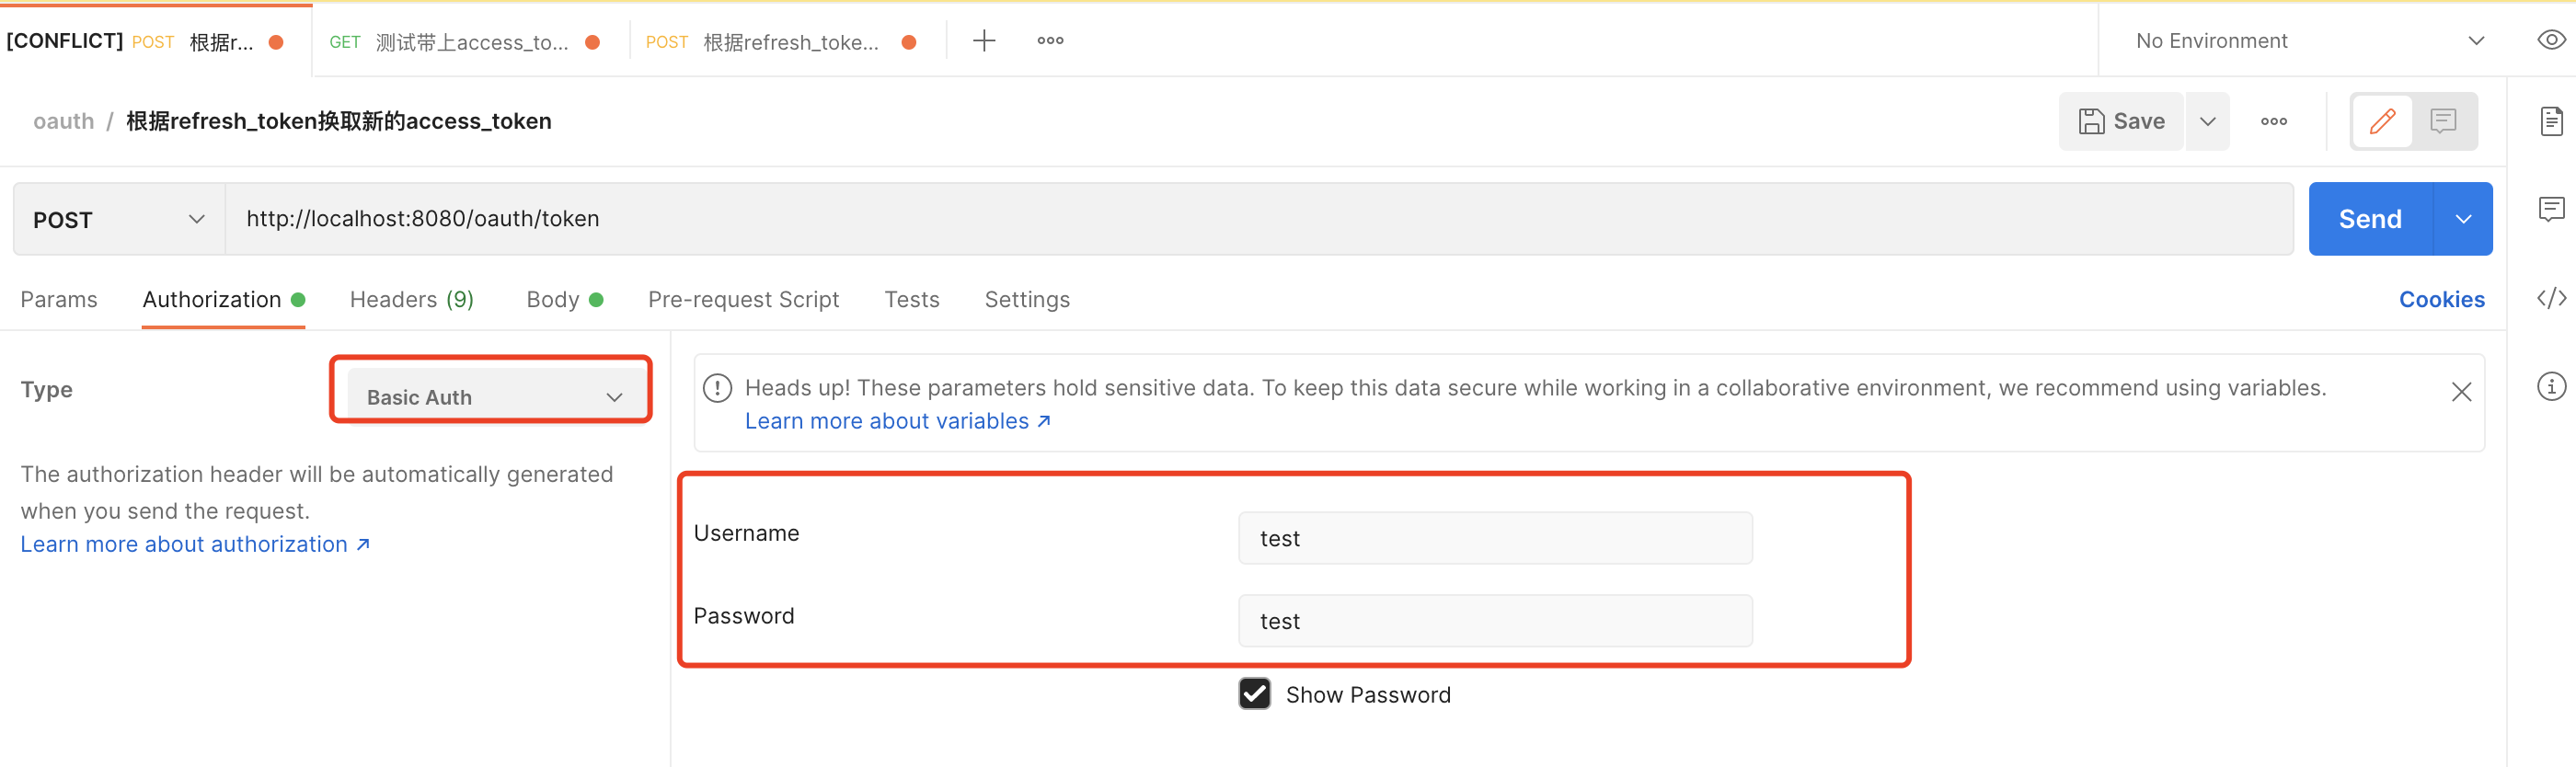 [CONFLICT] POST 根据r... GET 测试带上access_to... POST 根据refresh_toke... No Environment
oauth / 根据refresh_token换取新的access_token Save
POST http://localhost:8080/oauth/token Send
Params Authorization Headers (9) Body Pre-request Script Tests Settings Cookies
Type Basic Auth
The authorization header will be automatically generated
when you send the request.
Learn more about authorization ↗
Heads up! These parameters hold sensitive data. To keep this data secure while working in a collaborative environment, we recommend using variables.
Learn more about variables ↗
Username test
Password test
Show Password